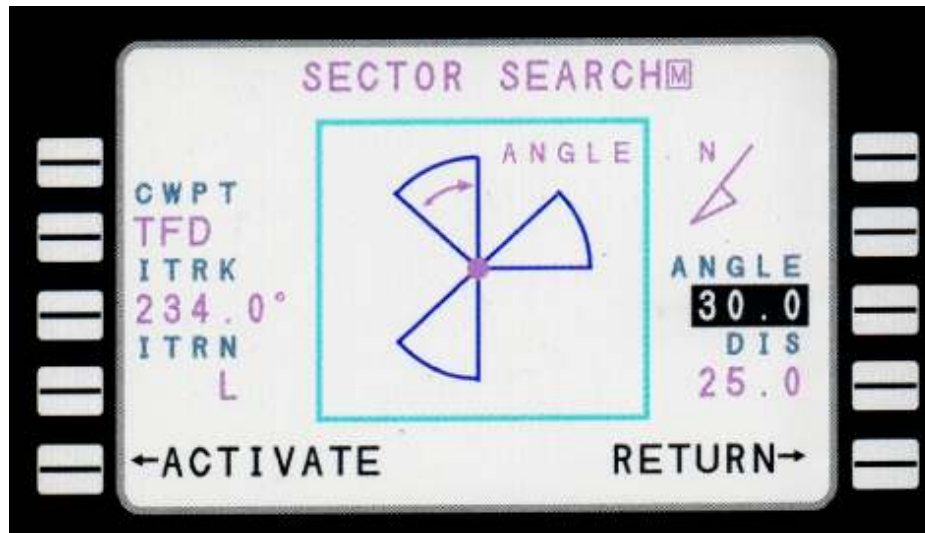 SECTOR SEARCH M
ANGLE N
CWPT
TFD
ITRK
234.0°
ITRN
L
ANGLE
30.0
DIS
25.0
←ACTIVATE
RETURN→